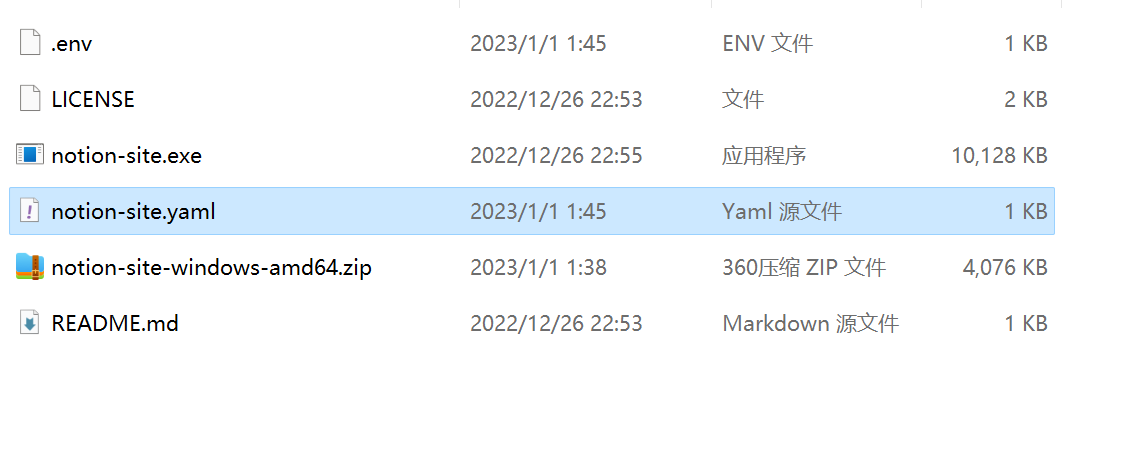 .env 2023/1/1 1:45 ENV 文件 1 KB
LICENSE 2022/12/26 22:53 文件 2 KB
notion-site.exe 2022/12/26 22:55 应用程序 10,128 KB
notion-site.yaml 2023/1/1 1:45 Yaml 源文件 1 KB
notion-site-windows-amd64.zip 2023/1/1 1:38 360压缩 ZIP 文件 4,076 KB
README.md 2022/12/26 22:53 Markdown 源文件 1 KB